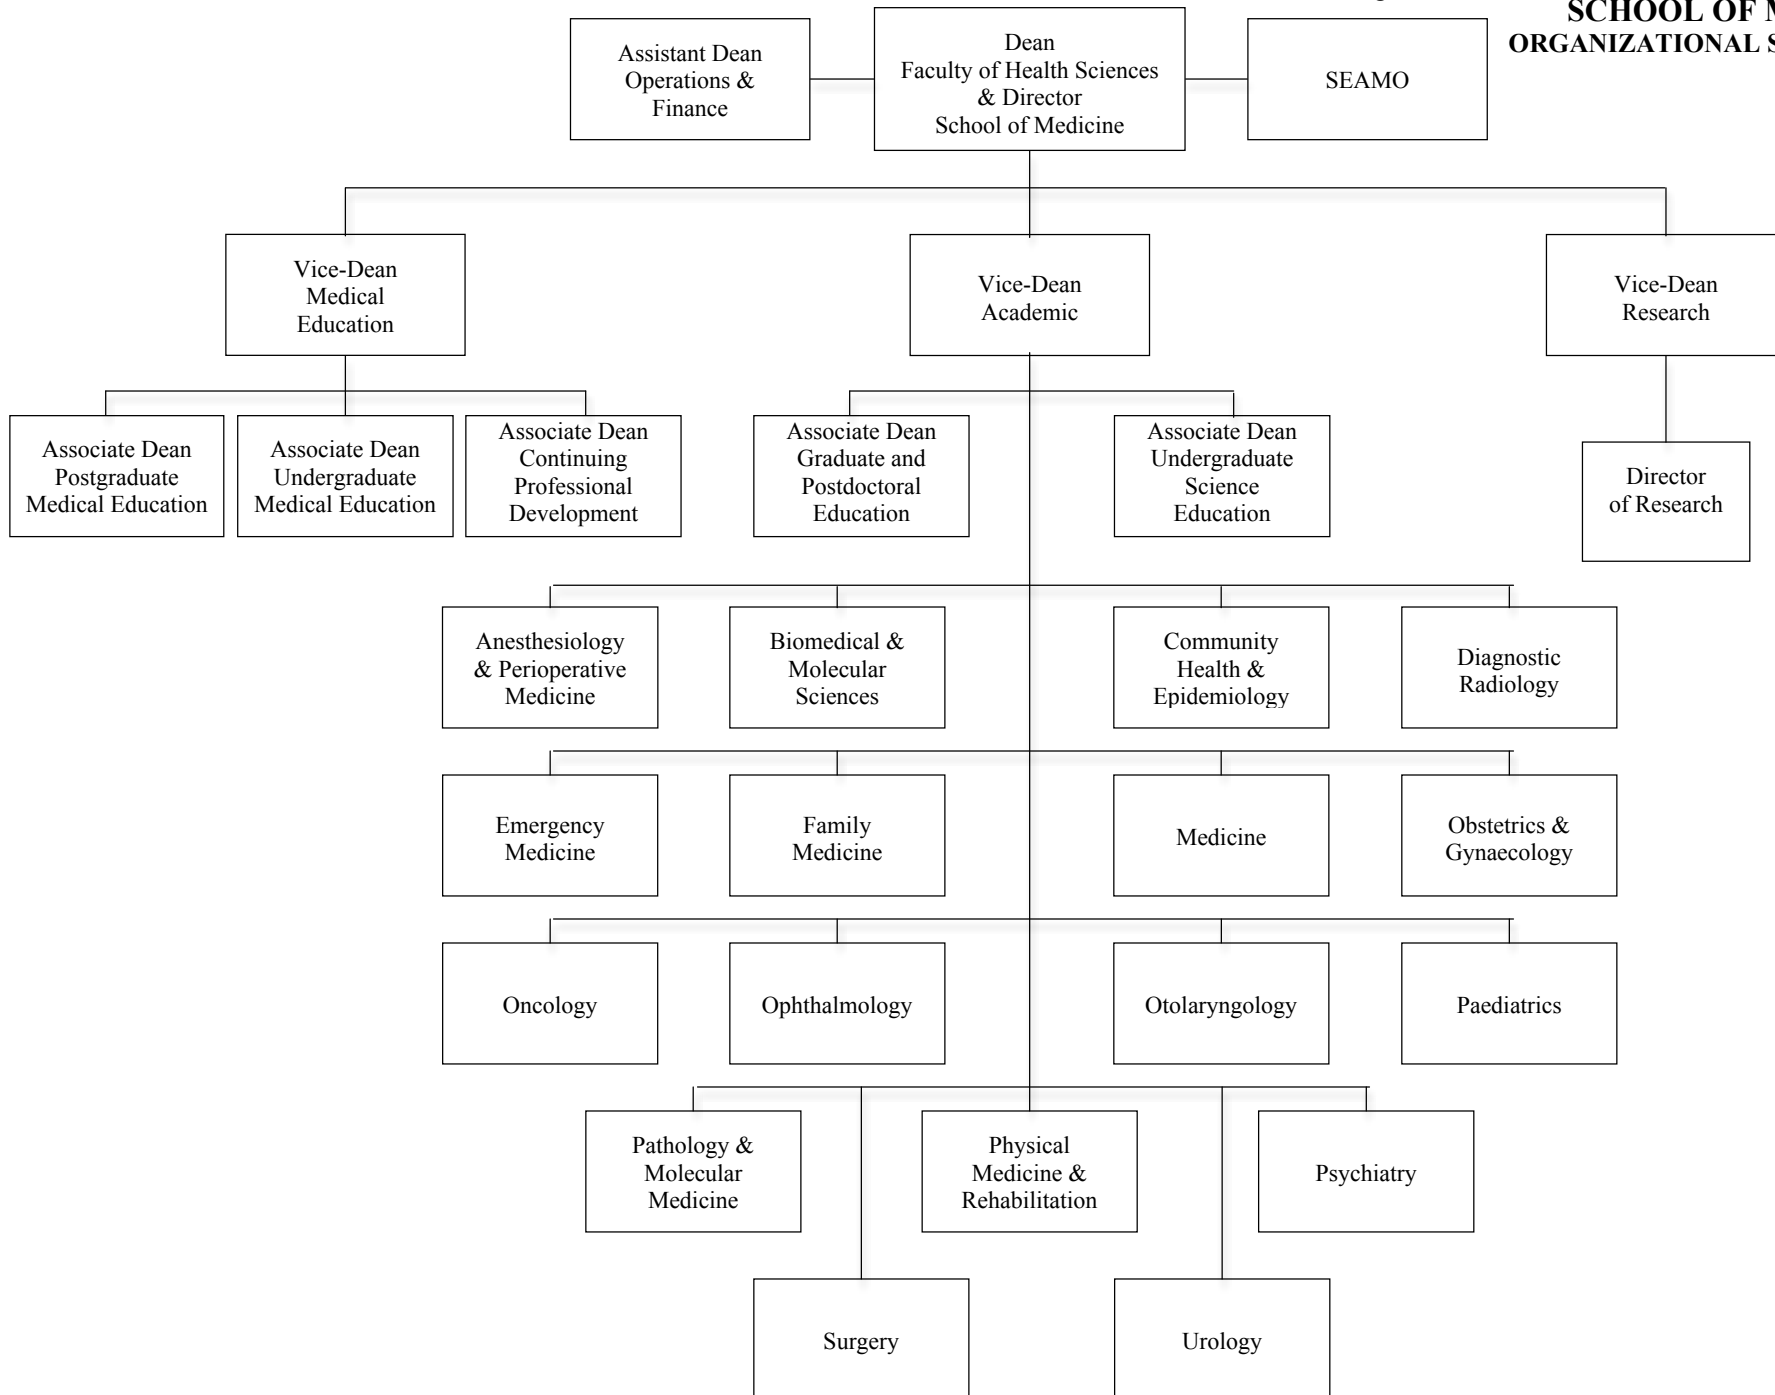 SCHOOL OF M
ORGANIZATIONAL S
Assistant Dean
Operations &
Finance
Dean
Faculty of Health Sciences
& Director
School of Medicine
SEAMO
Vice-Dean
Medical
Education
Vice-Dean
Academic
Vice-Dean
Research
Associate Dean
Postgraduate
Medical Education
Associate Dean
Undergraduate
Medical Education
Associate Dean
Continuing
Professional
Development
Associate Dean
Graduate and
Postdoctoral
Education
Associate Dean
Undergraduate
Science
Education
Director
of Research
Anesthesiology
& Perioperative
Medicine
Biomedical &
Molecular
Sciences
Community
Health &
Epidemiology
Diagnostic
Radiology
Emergency
Medicine
Family
Medicine
Medicine
Obstetrics &
Gynaecology
Oncology
Ophthalmology
Otolaryngology
Paediatrics
Pathology &
Molecular
Medicine
Physical
Medicine &
Rehabilitation
Psychiatry
Surgery
Urology